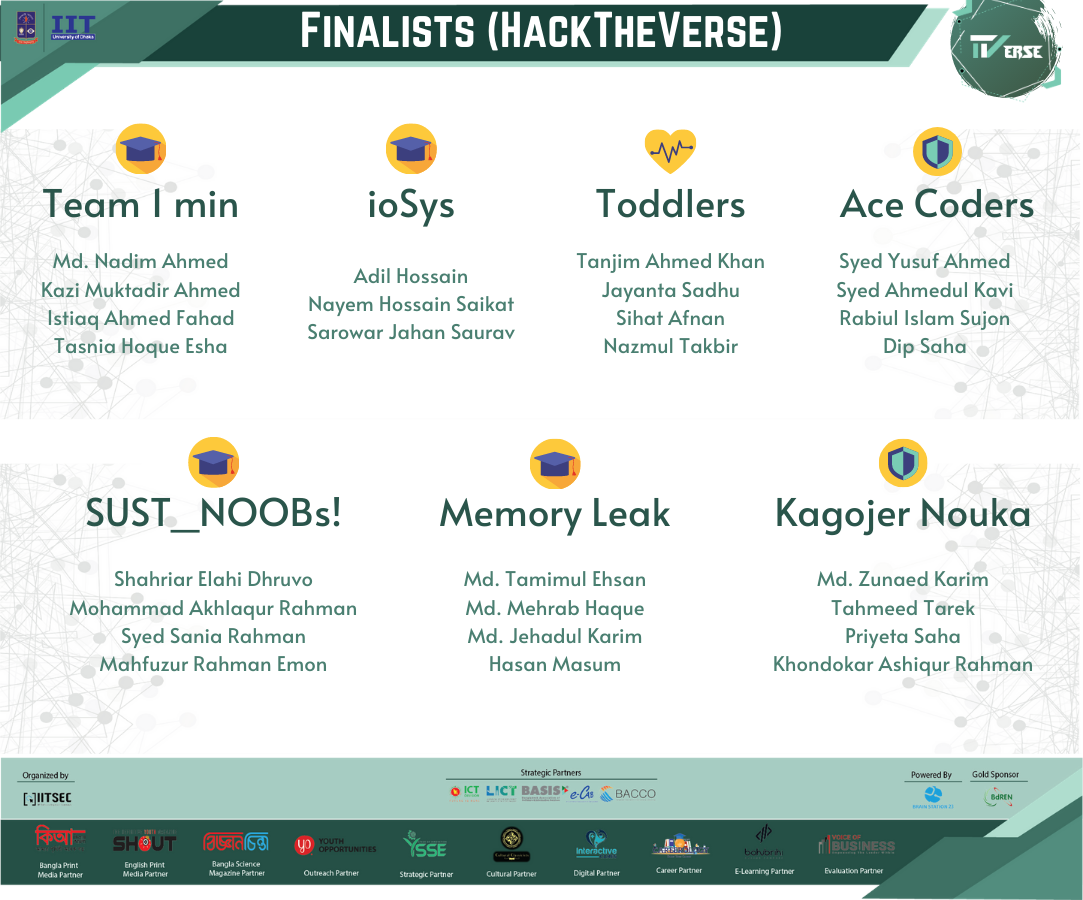 IIT
University of Dhaka
FINALISTS (HACKTHEVERSE)
ITVERSE
Team 1 min
Md. Nadim Ahmed
Kazi Muktadir Ahmed
Istiaq Ahmed Fahad
Tasnia Hoque Esha
ioSys
Adil Hossain
Nayem Hossain Saikat
Sarowar Jahan Saurav
Toddlers
Tanjim Ahmed Khan
Jayanta Sadhu
Sihat Afnan
Nazmul Takbir
Ace Coders
Syed Yusuf Ahmed
Syed Ahmedul Kavi
Rabiul Islam Sujon
Dip Saha
SUST_NOOBs!
Shahriar Elahi Dhruvo
Mohammad Akhlaqur Rahman
Syed Sania Rahman
Mahfuzur Rahman Emon
Memory Leak
Md. Tamimul Ehsan
Md. Mehrab Haque
Md. Jehadul Karim
Hasan Masum
Kagojer Nouka
Md. Zunaed Karim
Tahmeed Tarek
Priyeta Saha
Khondokar Ashiqur Rahman
Organized by
IITSEC
Strategic Partners
ICT
LICT
BASIS
BACCO
Powered By
BRAIN STATION 23
Gold Sponsor
BdREN
কিআ
Bangla Print
Media Partner
SHOUT
English Print
Media Partner
বিজ্ঞানচিন্তা
Bangla Science
Magazine Partner
yo YOUTH
OPPORTUNITIES
Outreach Partner
YSSE
Strategic Partner
Cultural Partner
Interactive
Digital Partner
Career Partner
bohubrihi
E-Learning Partner
VOICE OF
BUSINESS
Evaluation Partner